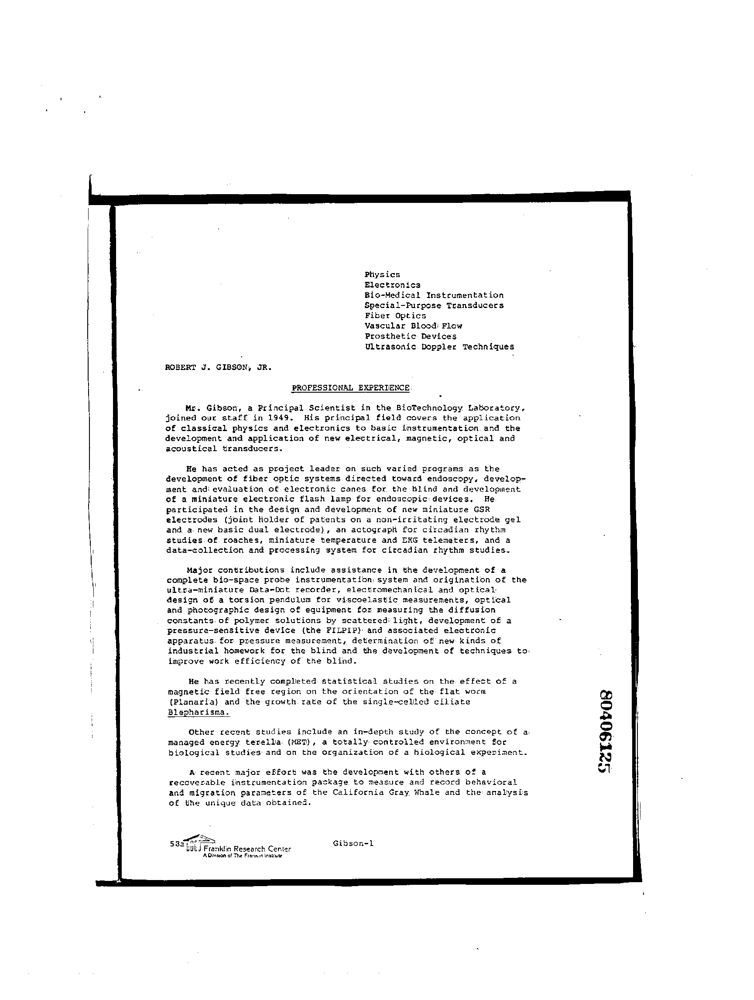 Physics
Electronics
Bio-Medical Instrumentation
Special-Purpose Transducers
Fiber Optics
Vascular Blood Flow
Prosthetic Devices
Ultrasonic Doppler Techniques
ROBERT J. GIBSON, JR.
PROFESSIONAL EXPERIENCE
Mr. Gibson, a Principal Scientist in the BioTechnology Laboratory,
joined our staff in 1949. His principal field covers the application
of classical physics and electronics to basic instrumentation and the
development and application of new electrical, magnetic, optical and
acoustical transducers.
He has acted as project leader on such varied programs as the
development of fiber optic systems directed toward endoscopy, develop-
ment and evaluation of electronic canes for the blind and development
of a miniature electronic flash lamp for endoscopic devices. He
participated in the design and development of new miniature GSR
electrodes (joint holder of patents on a non-irritating electrode gel
and a new basic dual electrode), an actograph for circadian rhythm
studies of roaches, miniature temperature and EKG telemeters, and a
data-collection and processing system for circadian rhythm studies.
Major contributions include assistance in the development of a
complete bio-space probe instrumentation system and origination of the
ultra-miniature Data-Dot recorder, electromechanical and optical
design of a torsion pendulum for viscoelastic measurements, optical
and photographic design of equipment for measuring the diffusion
constants of polymer solutions by scattered light, development of a
pressure-sensitive device (the FILPIP) and associated electronic
apparatus for pressure measurement, determination of new kinds of
industrial homework for the blind and the development of techniques to
improve work efficiency of the blind.
He has recently completed statistical studies on the effect of a
magnetic field free region on the orientation of the flat worm
(Planaria) and the growth rate of the single-celled ciliate
Blepharisma.
Other recent studies include an in-depth study of the concept of a
managed energy terella (MET), a totally controlled environment for
biological studies and on the organization of a biological experiment.
A recent major effort was the development with others of a
recoverable instrumentation package to measure and record behavioral
and migration parameters of the California Gray Whale and the analysis
of the unique data obtained.
Franklin Research Center
A Division of The Franklin Institute
Gibson-1
80406125